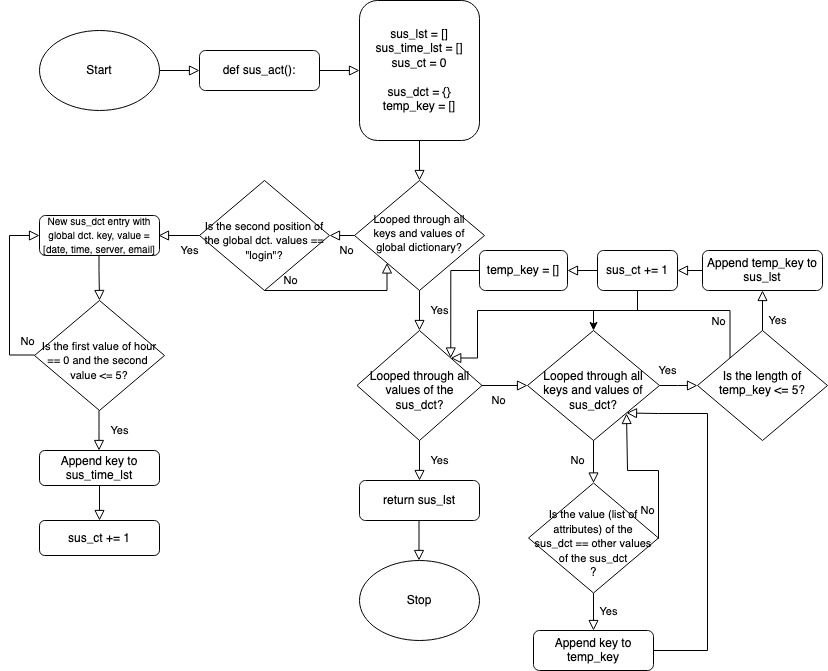 Start
def sus_act():
sus_lst = []
sus_time_lst = []
sus_ct = 0
sus_dct = {}
temp_key = []
New sus_dct entry with
global dct. key, value =
[date, time, server, email]
Yes
Is the second position of
the global dct. values ==
"login"?
No
No
Looped through all
keys and values of
global dictionary?
Yes
temp_key = []
sus_ct += 1
Append temp_key to
sus_lst
No
Yes
No
Is the first value of hour
== 0 and the second
value <= 5?
Yes
Looped through all
values of the
sus_dct?
No
Looped through all
keys and values of
sus_dct?
Yes
Is the length of
temp_key <= 5?
Append key to
sus_time_lst
sus_ct += 1
Yes
return sus_lst
Stop
No
No
Is the value (list of
attributes) of the
sus_dct == other values
of the sus_dct
?
Yes
Append key to
temp_key